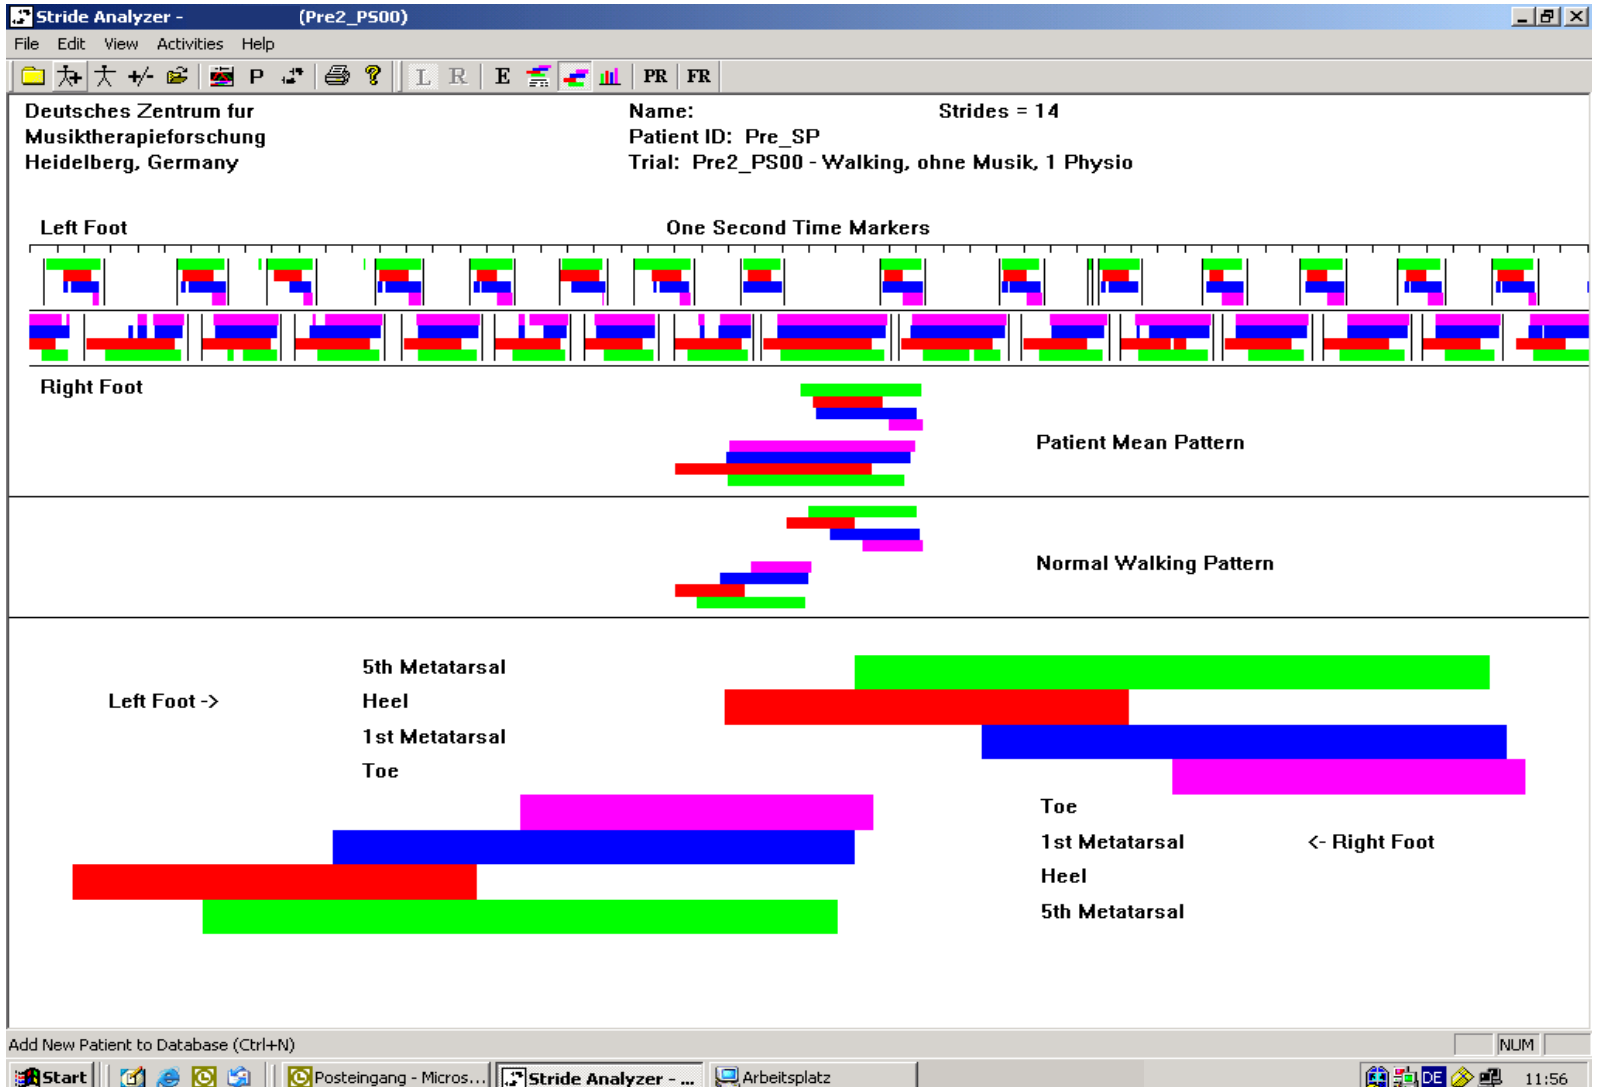 Stride Analyzer - (Pre2_PS00)
File Edit View Activities Help
P ? L R E PR FR
Deutsches Zentrum fur
Musiktherapieforschung
Heidelberg, Germany
Name: Strides = 14
Patient ID: Pre_SP
Trial: Pre2_PS00 - Walking, ohne Musik, 1 Physio
Left Foot One Second Time Markers
Right Foot
Patient Mean Pattern
Normal Walking Pattern
5th Metatarsal
Left Foot -> Heel
1st Metatarsal
Toe
Toe
1st Metatarsal <- Right Foot
Heel
5th Metatarsal
Add New Patient to Database (Ctrl+N) NUM
Start Posteingang - Micros... Stride Analyzer - ... Arbeitsplatz DE 11:56